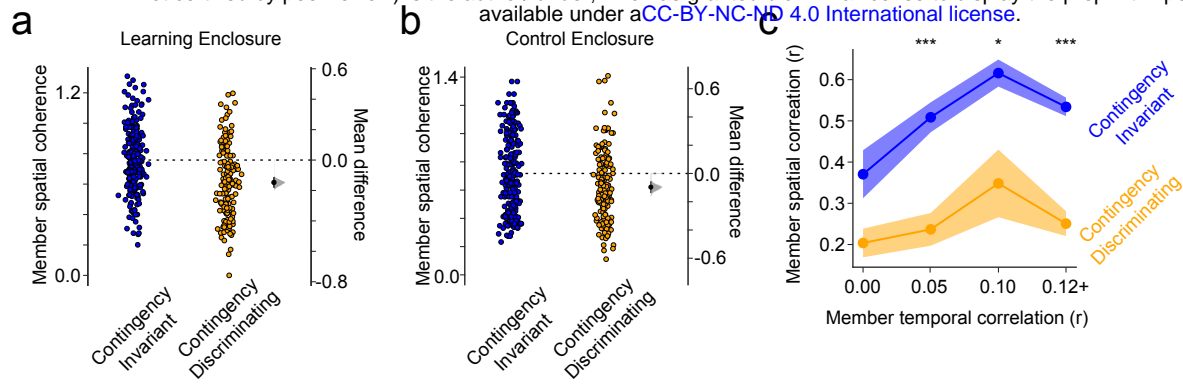 available under aCC-BY-NC-ND 4.0 International license.
a
Learning Enclosure
Member spatial coherence
1.2
0.0
0.6
0.0
-0.8
Mean difference
Contingency
Invariant
Contingency
Discriminating
b
Control Enclosure
Member spatial coherence
1.4
0.0
0.6
0.0
-0.6
Mean difference
Contingency
Invariant
Contingency
Discriminating
c
Member spatial correation (r)
0.6
0.5
0.4
0.3
0.2
***
*
***
0.00 0.05 0.10 0.12+
Member temporal correlation (r)
Contingency
Invariant
Contingency
Discriminating